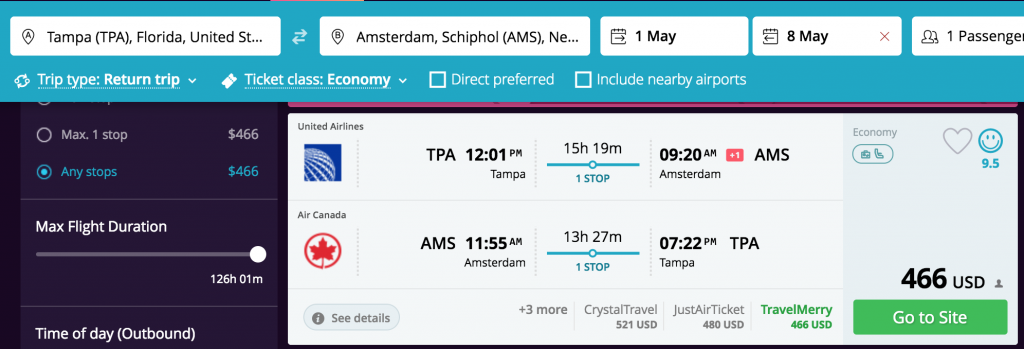 Tampa (TPA), Florida, United St...
Amsterdam, Schiphol (AMS), Ne...
1 May
8 May
1 Passenger
Trip type: Return trip
Ticket class: Economy
Direct preferred
Include nearby airports
Max. 1 stop
$466
Any stops
$466
Max Flight Duration
126h 01m
Time of day (Outbound)
United Airlines
TPA 12:01 PM
Tampa
15h 19m
1 STOP
09:20 AM +1 AMS
Amsterdam
Air Canada
AMS 11:55 AM
Amsterdam
13h 27m
1 STOP
07:22 PM TPA
Tampa
See details
+3 more
CrystalTravel
521 USD
JustAirTicket
480 USD
TravelMerry
466 USD
Economy
9.5
466 USD
Go to Site